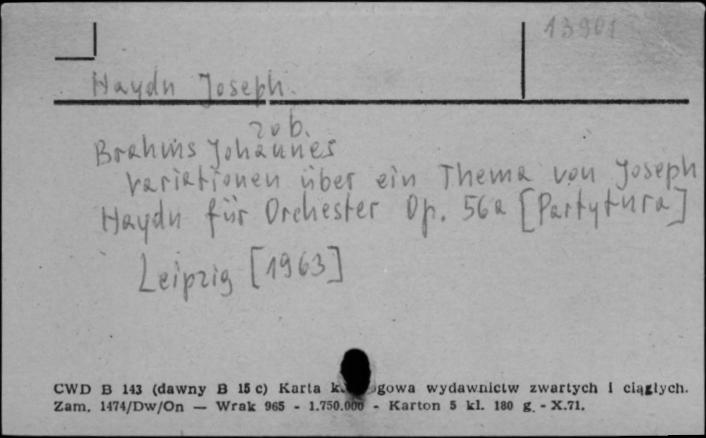 13901
Haydn Joseph.
zob.
Brahms Johannes
Variationen über ein Thema von Joseph
Haydn für Orchester Op. 56a [Partytura]
Leipzig [1963]
CWD B 143 (dawny B 15 c) Karta wydawnictw zwartych i ciągłych.
Zam. 1474/Dw/On — Wrak 965 - 1.750.000 - Karton 5 kl. 180 g. - X.71.